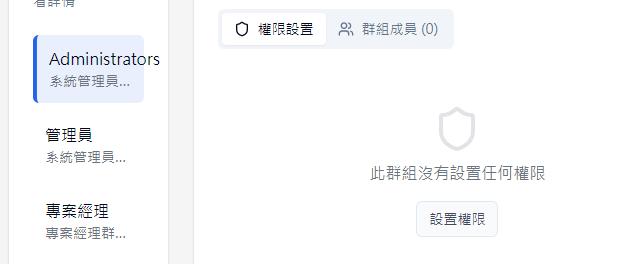 看詳情
權限設置
群組成員 (0)
Administrators
系統管理員...
管理員
系統管理員...
專案經理
專案經理群...
此群組沒有設置任何權限
設置權限